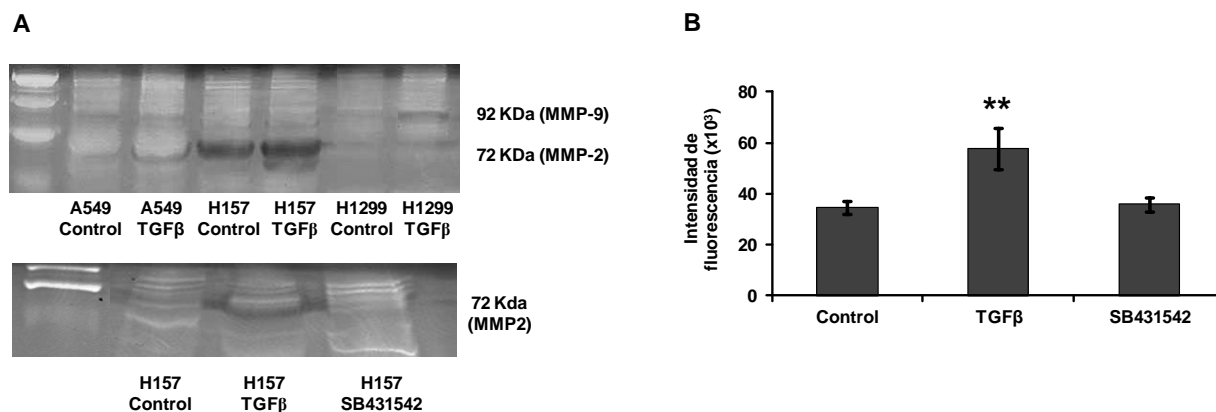 A
92 KDa (MMP-9)
72 KDa (MMP-2)
A549 A549 H157 H157 H1299 H1299
Control TGFβ Control TGFβ Control TGFβ
72 Kda
(MMP2)
H157 H157 H157
Control TGFβ SB431542
B
Intensidad de
fluorescencia (x10³)
80
60
40
20
0
**
Control TGFβ SB431542